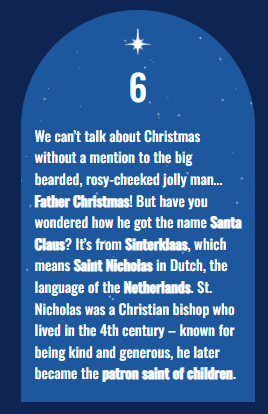 6
We can't talk about Christmas
without a mention to the big
bearded, rosy-cheeked jolly man...
Father Christmas! But have you
wondered how he got the name Santa
Claus? It's from Sinterklaas, which
means Saint Nicholas in Dutch, the
language of the Netherlands. St.
Nicholas was a Christian bishop who
lived in the 4th century – known for
being kind and generous, he later
became the patron saint of children.